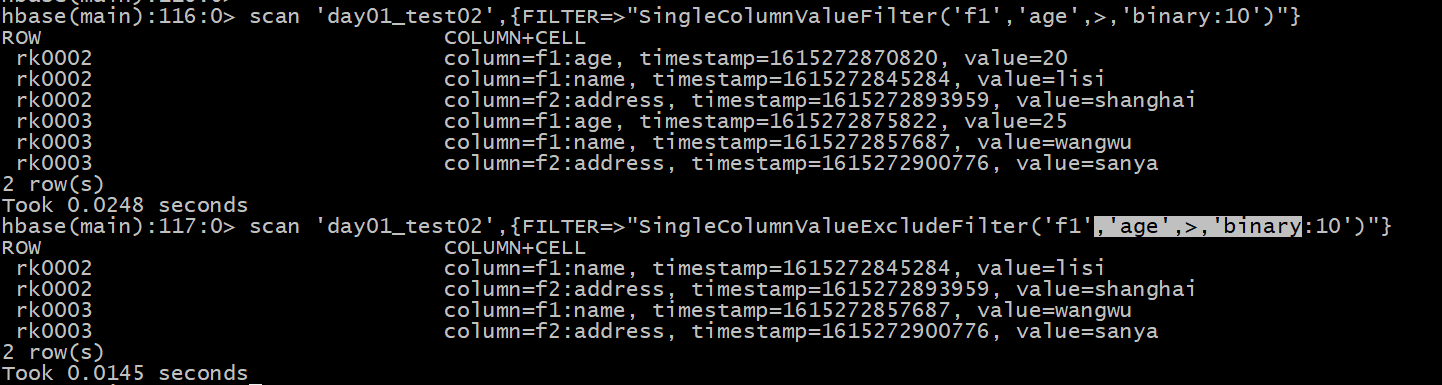 hbase(main):116:0> scan 'day01_test02',{FILTER=>"SingleColumnValueFilter('f1','age',>,'binary:10')"}
ROW COLUMN+CELL
rk0002 column=f1:age, timestamp=1615272870820, value=20
rk0002 column=f1:name, timestamp=1615272845284, value=lisi
rk0002 column=f2:address, timestamp=1615272893959, value=shanghai
rk0003 column=f1:age, timestamp=1615272875822, value=25
rk0003 column=f1:name, timestamp=1615272857687, value=wangwu
rk0003 column=f2:address, timestamp=1615272900776, value=sanya
2 row(s)
Took 0.0248 seconds
hbase(main):117:0> scan 'day01_test02',{FILTER=>"SingleColumnValueExcludeFilter('f1','age',>,'binary:10')"}
ROW COLUMN+CELL
rk0002 column=f1:name, timestamp=1615272845284, value=lisi
rk0002 column=f2:address, timestamp=1615272893959, value=shanghai
rk0003 column=f1:name, timestamp=1615272857687, value=wangwu
rk0003 column=f2:address, timestamp=1615272900776, value=sanya
2 row(s)
Took 0.0145 seconds